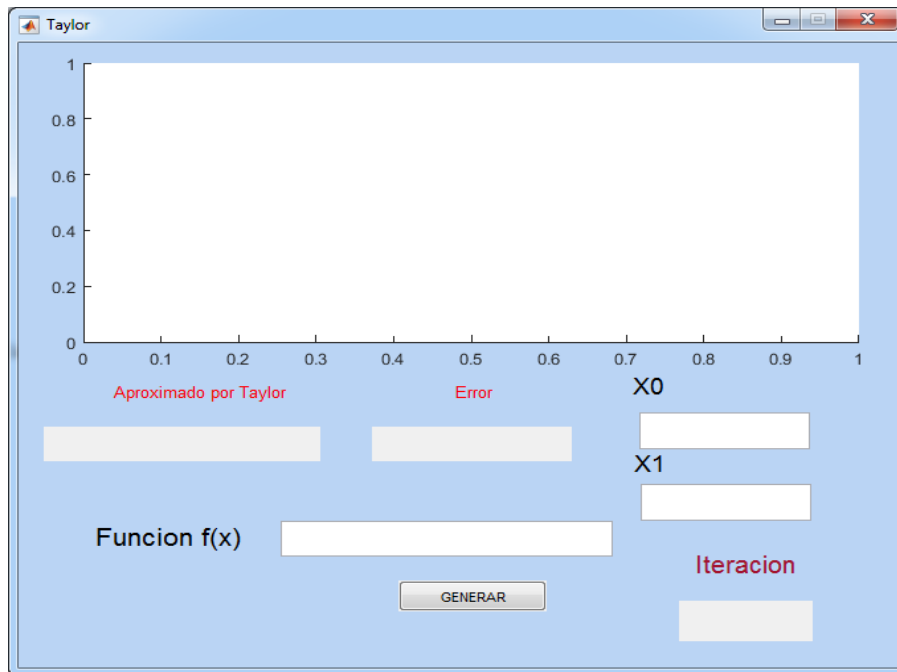 Taylor
1
0.8
0.6
0.4
0.2
0
0 0.1 0.2 0.3 0.4 0.5 0.6 0.7 0.8 0.9 1
Aproximado por Taylor Error X0
X1
Funcion f(x)
Iteracion
GENERAR